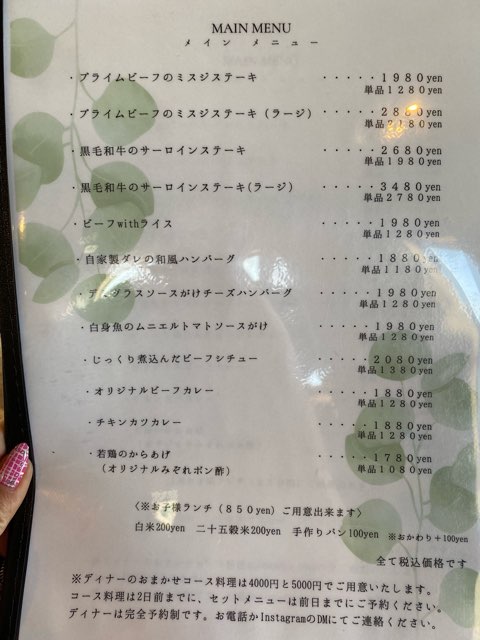 MAIN MENU
メイン メニュー
・プライムビーフのミスジステーキ ・・・・・1980yen
単品1280yen
・プライムビーフのミスジステーキ（ラージ） ・・・・・2880yen
単品2180yen
・黒毛和牛のサーロインステーキ ・・・・・2680yen
単品1980yen
・黒毛和牛のサーロインステーキ(ラージ） ・・・・・3480yen
単品2780yen
・ビーフwithライス ・・・・・1980yen
単品1280yen
・自家製ダレの和風ハンバーグ ・・・・・1880yen
単品1180yen
・デミグラスソースがけチーズハンバーグ ・・・・・1980yen
単品1280yen
・白身魚のムニエルトマトソースがけ ・・・・・1980yen
単品1280yen
・じっくり煮込んだビーフシチュー ・・・・・2080yen
単品1380yen
・オリジナルビーフカレー ・・・・・1880yen
単品1280yen
・チキンカツカレー ・・・・・1880yen
単品1280yen
・若鶏のからあげ ・・・・・1780yen
（オリジナルみぞれポン酢） 単品1080yen
〈※お子様ランチ（850yen）ご用意出来ます〉
白米200yen 二十五穀米200yen 手作りパン100yen ※おかわり＋100yen
全て税込価格です
※ディナーのおまかせコース料理は4000円と5000円でご用意いたします。
コース料理は2日前までに、セットメニューは前日までにご予約ください。
ディナーは完全予約制です。お電話かInstagramのDMにてご連絡ください。